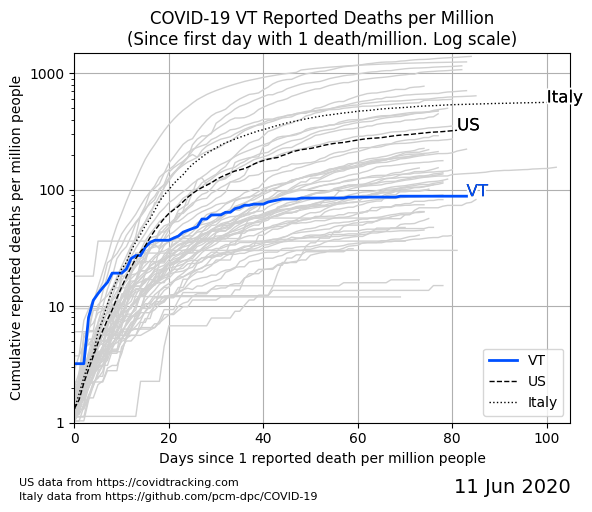 COVID-19 VT Reported Deaths per Million
(Since first day with 1 death/million. Log scale)
Cumulative reported deaths per million people
1000
100
10
1
Italy
US
VT
VT
US
Italy
0
20
40
60
80
100
Days since 1 reported death per million people
US data from https://covidtracking.com
Italy data from https://github.com/pcm-dpc/COVID-19
11 Jun 2020